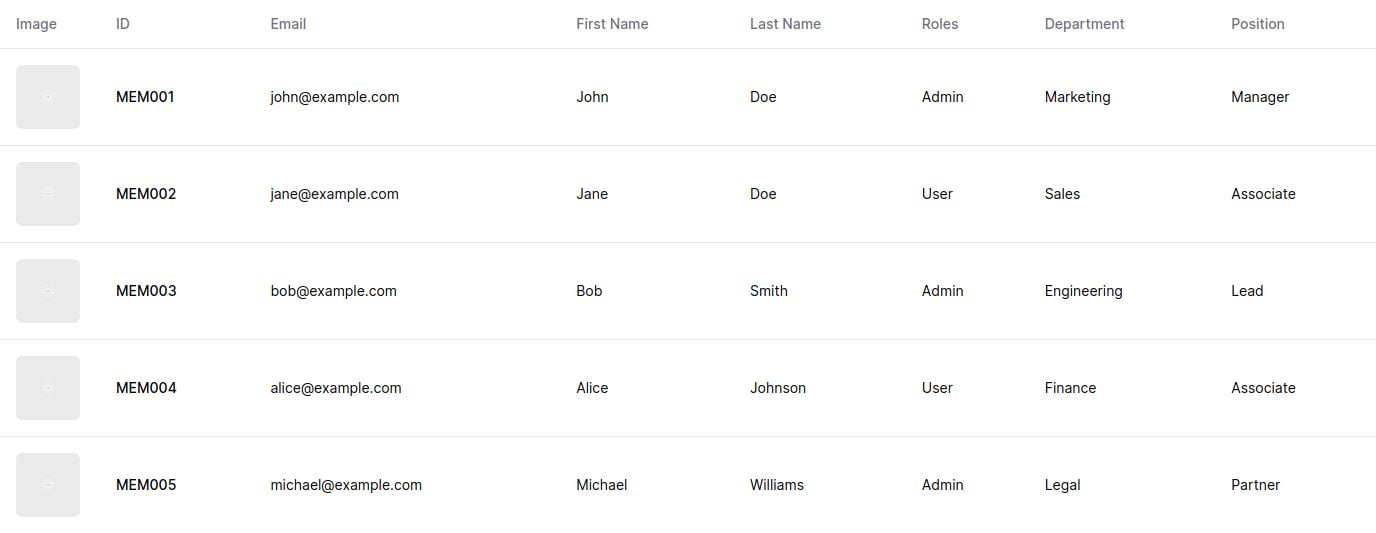 Image ID Email First Name Last Name Roles Department Position
MEM001 john@example.com John Doe Admin Marketing Manager
MEM002 jane@example.com Jane Doe User Sales Associate
MEM003 bob@example.com Bob Smith Admin Engineering Lead
MEM004 alice@example.com Alice Johnson User Finance Associate
MEM005 michael@example.com Michael Williams Admin Legal Partner